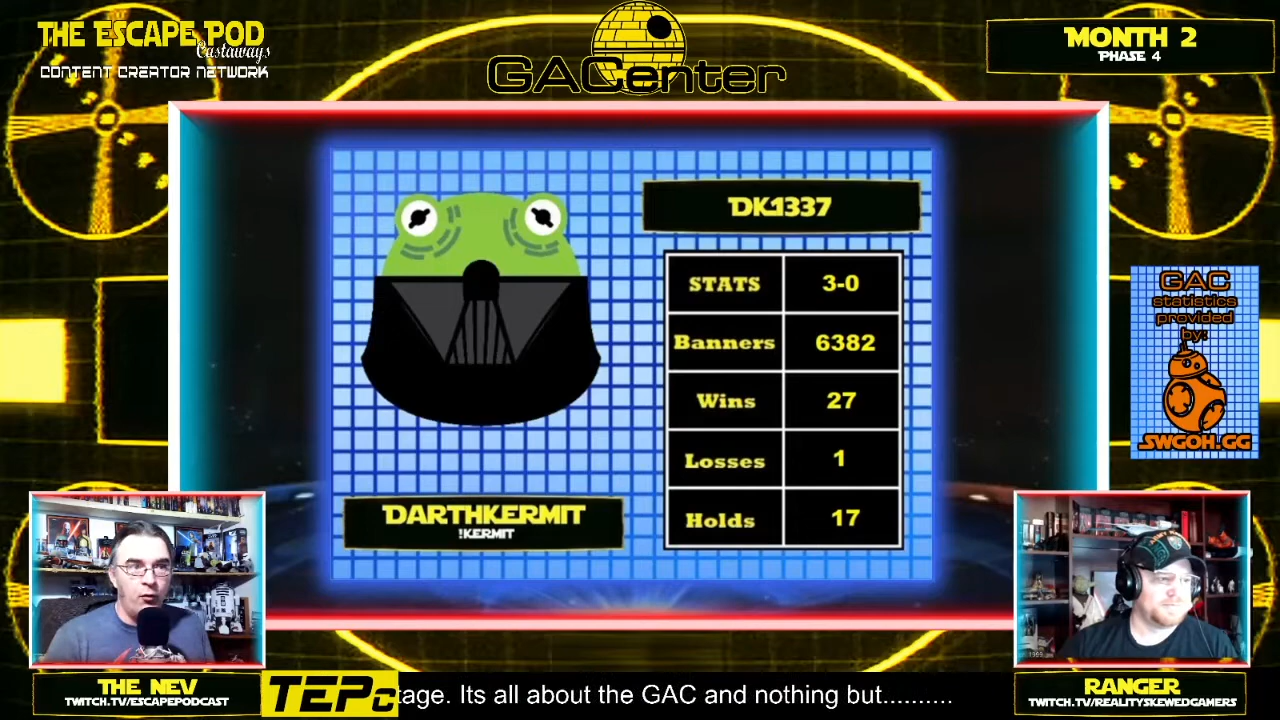 THE ESCAPE POD
Castaways
CONTENT CREATOR NETWORK
GACenter
MONTH 2
PHASE 4
DK1337
STATS 3-0
Banners 6382
Wins 27
Losses 1
Holds 17
DARTHKERMIT
!KERMIT
GAC
statistics
provided
by:
SWGOH.GG
THE NEV
TWITCH.TV/ESCAPEPODCAST
TEPc
tage. Its all about the GAC and nothing but..........
RANGER
TWITCH.TV/REALITYSKEWEDGAMERS